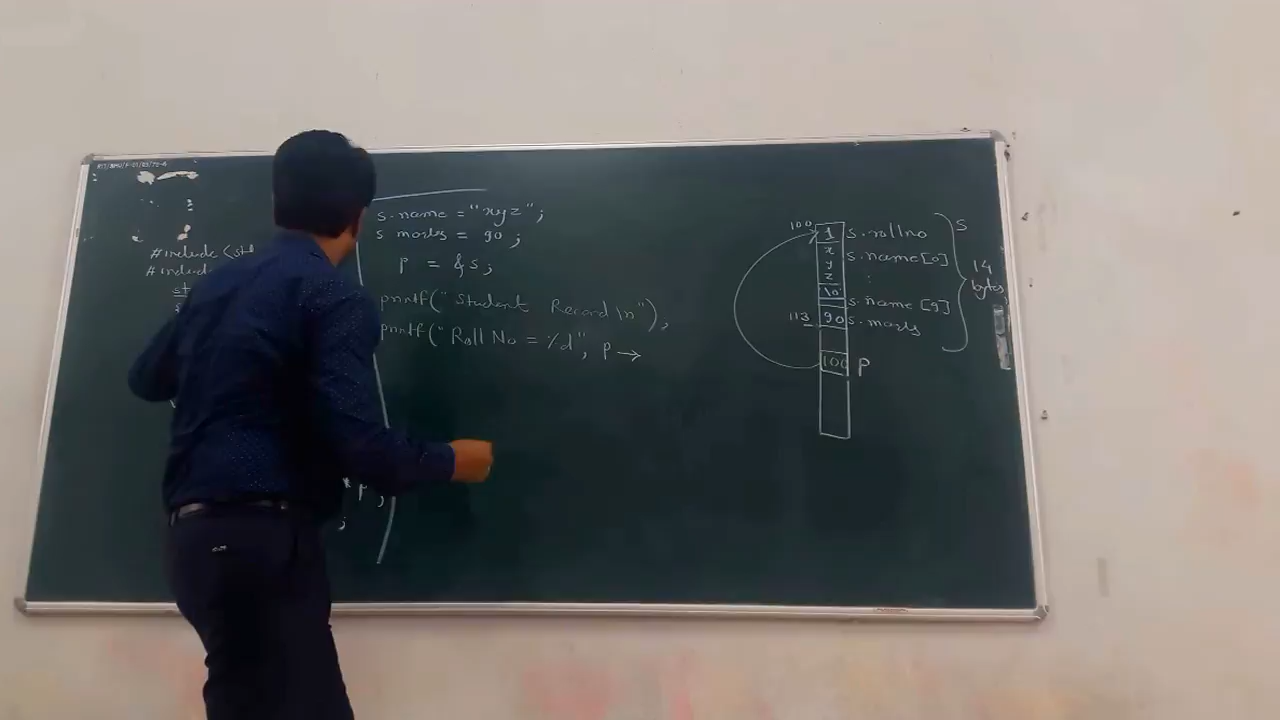 #include <std
#include
st
s.name = "xyz";
s marks = 90;
p = &s;
printf("Student Record \n"),
printf("Roll No = %d", p →
* p ;
;
100
1 s.rollno
x s.name[0]
y
z :
\0 s.name[9]
113 90 s.marks
100 p
s
14
bytes